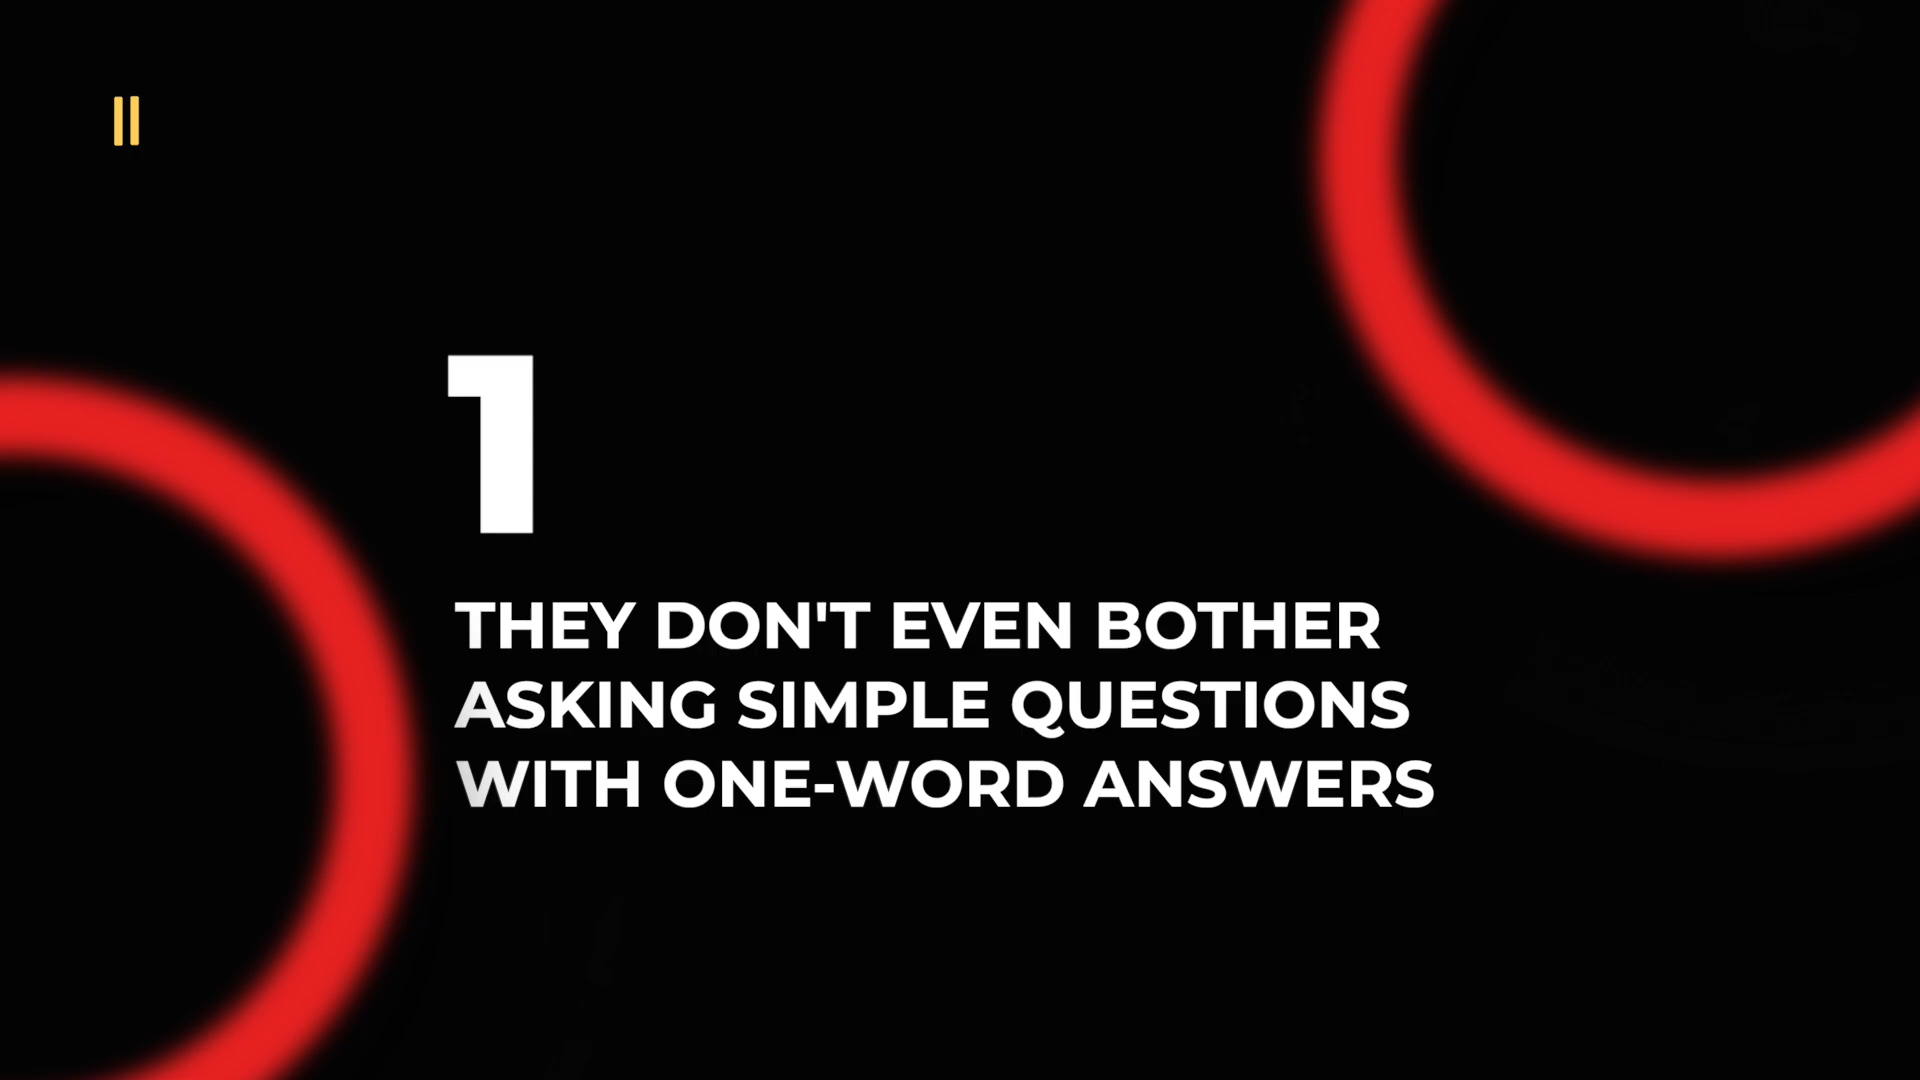 1
THEY DON'T EVEN BOTHER
ASKING SIMPLE QUESTIONS
WITH ONE-WORD ANSWERS